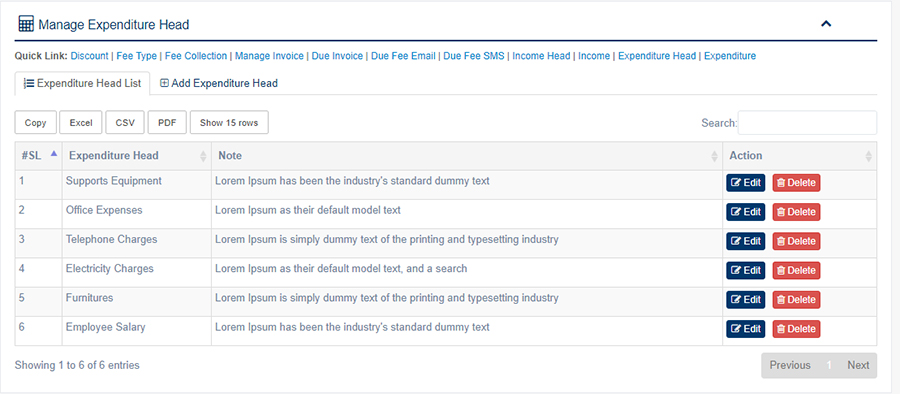 Manage Expenditure Head
Quick Link: Discount | Fee Type | Fee Collection | Manage Invoice | Due Invoice | Due Fee Email | Due Fee SMS | Income Head | Income | Expenditure Head | Expenditure
Expenditure Head List Add Expenditure Head
Copy Excel CSV PDF Show 15 rows Search:
#SL Expenditure Head Note Action
1 Supports Equipment Lorem Ipsum has been the industry's standard dummy text Edit Delete
2 Office Expenses Lorem Ipsum as their default model text Edit Delete
3 Telephone Charges Lorem Ipsum is simply dummy text of the printing and typesetting industry Edit Delete
4 Electricity Charges Lorem Ipsum as their default model text, and a search Edit Delete
5 Furnitures Lorem Ipsum is simply dummy text of the printing and typesetting industry Edit Delete
6 Employee Salary Lorem Ipsum has been the industry's standard dummy text Edit Delete
Showing 1 to 6 of 6 entries Previous 1 Next